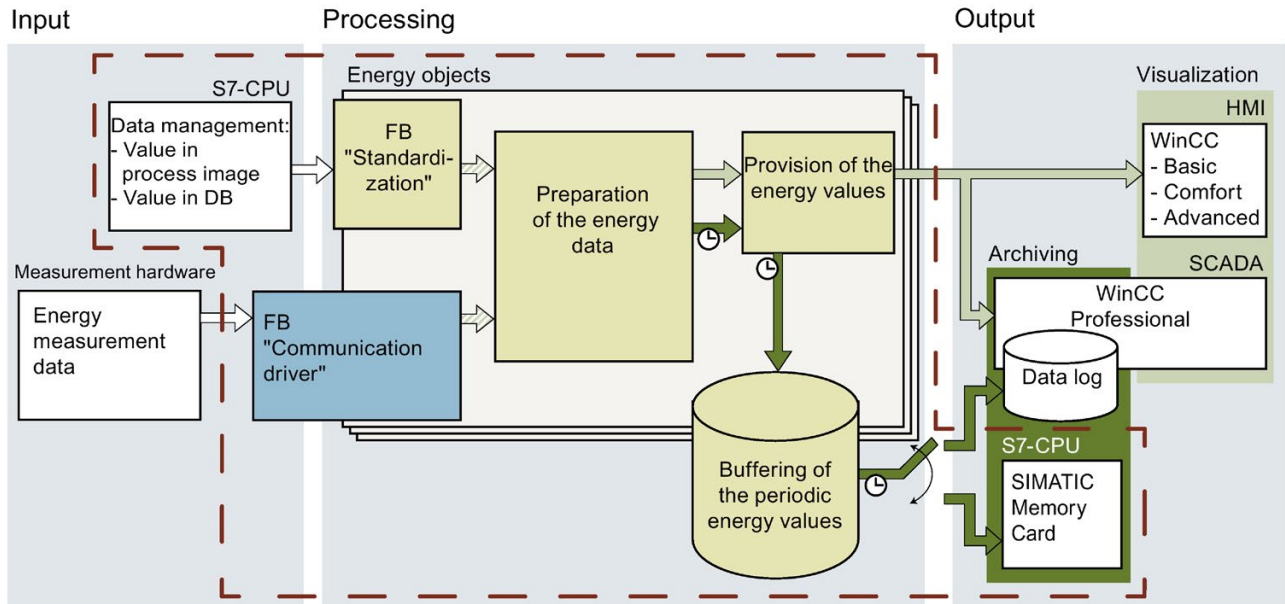 Input
Processing
Output
S7-CPU
Data management:
- Value in
process image
- Value in DB
Measurement hardware
Energy
measurement
data
Energy objects
FB
"Standardi-
zation"
FB
"Communication
driver"
Preparation
of the energy
data
Provision of the
energy values
Buffering of
the periodic
energy values
Visualization
HMI
WinCC
- Basic
- Comfort
- Advanced
Archiving
SCADA
WinCC
Professional
Data log
S7-CPU
SIMATIC
Memory
Card